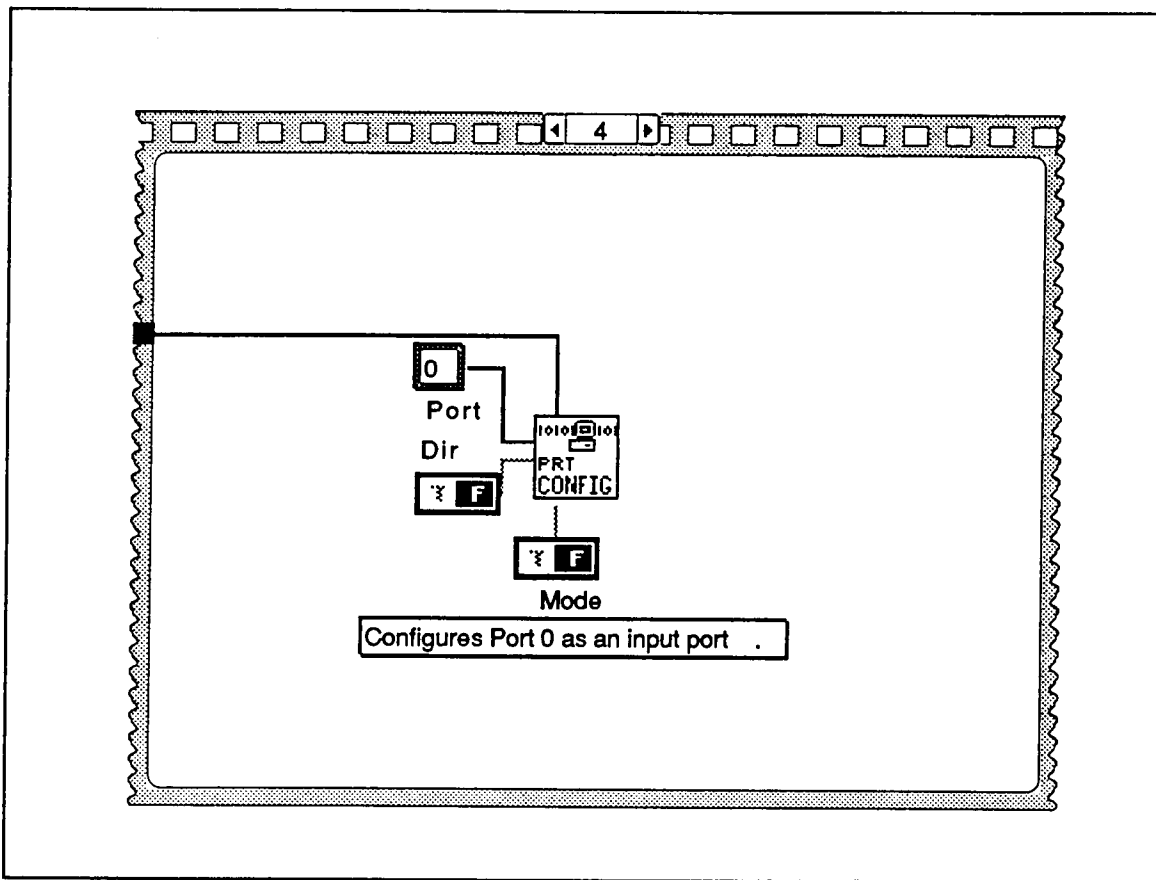 4
0
Port
Dir
PRT
CONFIG
F
F
Mode
Configures Port 0 as an input port .